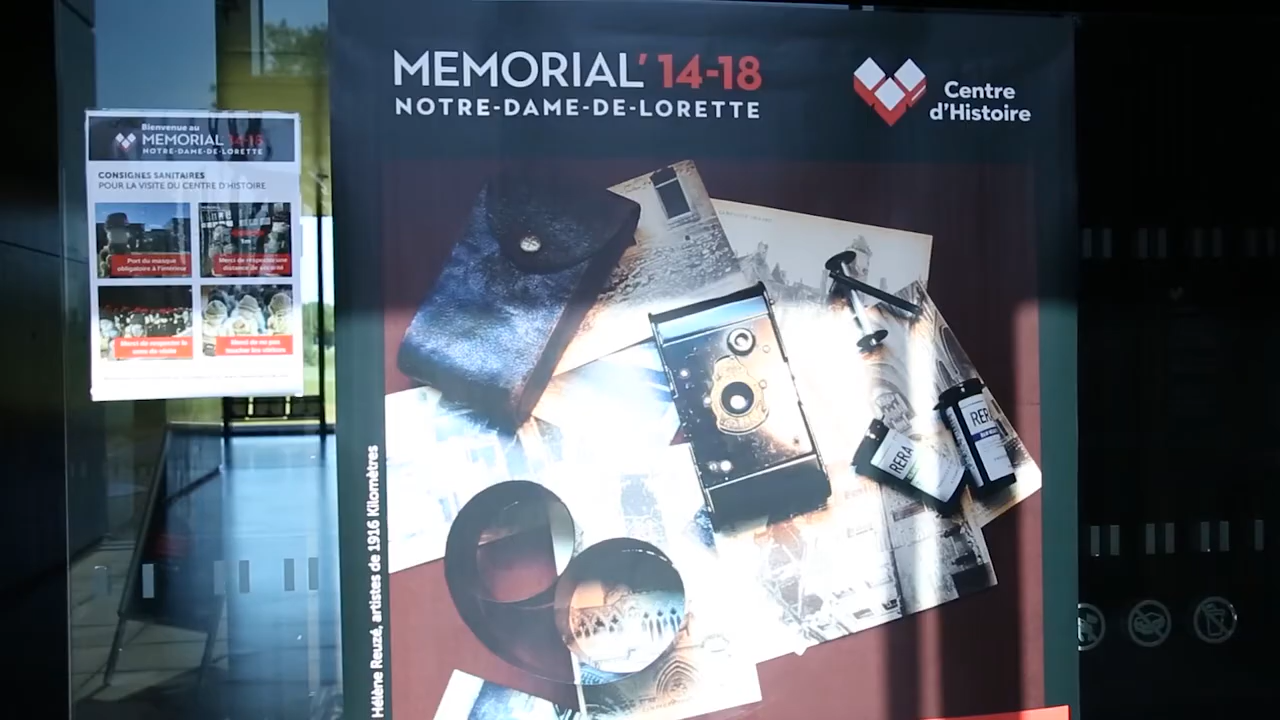 MEMORIAL' 14-18
NOTRE-DAME-DE-LORETTE
Centre
d'Histoire
Bienvenue au
MEMORIAL 14-18
NOTRE-DAME-DE-LORETTE
CONSIGNES SANITAIRES
POUR LA VISITE DU CENTRE D'HISTOIRE
Port du masque
obligatoire à l'intérieur
Merci de respecter une
distance de sécurité
Merci de respecter le
sens de visite
Merci de ne pas
toucher les vitrines
RERA
RER
Hélène Reuzé, artistes de 1916 Kilomètres